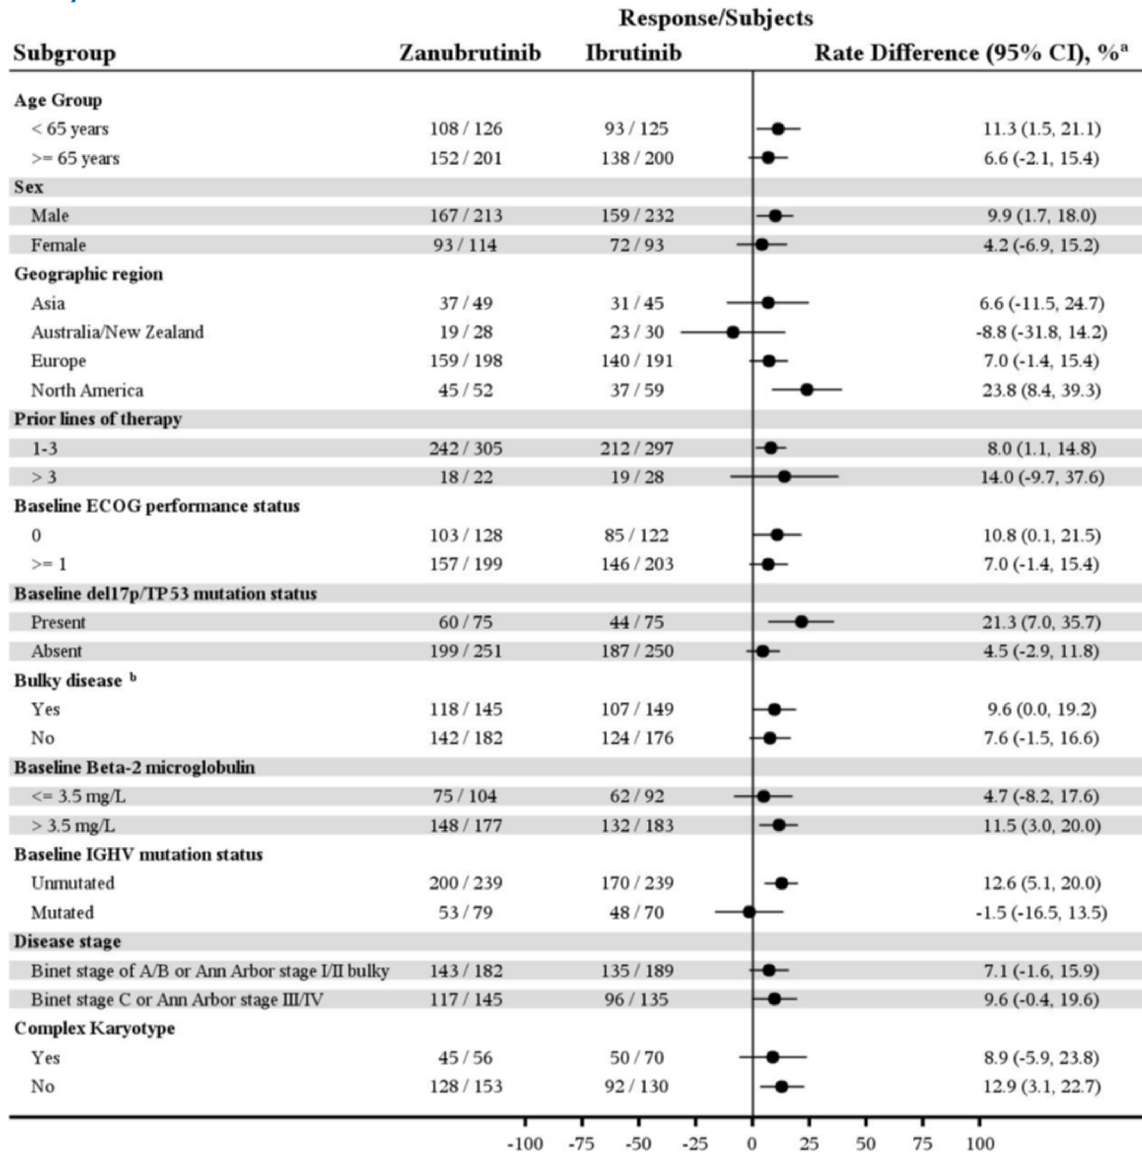 Response/Subjects
Subgroup Zanubrutinib Ibrutinib Rate Difference (95% CI), %ᵃ
Age Group
< 65 years 108 / 126 93 / 125 11.3 (1.5, 21.1)
>= 65 years 152 / 201 138 / 200 6.6 (-2.1, 15.4)
Sex
Male 167 / 213 159 / 232 9.9 (1.7, 18.0)
Female 93 / 114 72 / 93 4.2 (-6.9, 15.2)
Geographic region
Asia 37 / 49 31 / 45 6.6 (-11.5, 24.7)
Australia/New Zealand 19 / 28 23 / 30 -8.8 (-31.8, 14.2)
Europe 159 / 198 140 / 191 7.0 (-1.4, 15.4)
North America 45 / 52 37 / 59 23.8 (8.4, 39.3)
Prior lines of therapy
1-3 242 / 305 212 / 297 8.0 (1.1, 14.8)
> 3 18 / 22 19 / 28 14.0 (-9.7, 37.6)
Baseline ECOG performance status
0 103 / 128 85 / 122 10.8 (0.1, 21.5)
>= 1 157 / 199 146 / 203 7.0 (-1.4, 15.4)
Baseline del17p/TP53 mutation status
Present 60 / 75 44 / 75 21.3 (7.0, 35.7)
Absent 199 / 251 187 / 250 4.5 (-2.9, 11.8)
Bulky disease ᵇ
Yes 118 / 145 107 / 149 9.6 (0.0, 19.2)
No 142 / 182 124 / 176 7.6 (-1.5, 16.6)
Baseline Beta-2 microglobulin
<= 3.5 mg/L 75 / 104 62 / 92 4.7 (-8.2, 17.6)
> 3.5 mg/L 148 / 177 132 / 183 11.5 (3.0, 20.0)
Baseline IGHV mutation status
Unmutated 200 / 239 170 / 239 12.6 (5.1, 20.0)
Mutated 53 / 79 48 / 70 -1.5 (-16.5, 13.5)
Disease stage
Binet stage of A/B or Ann Arbor stage I/II bulky 143 / 182 135 / 189 7.1 (-1.6, 15.9)
Binet stage C or Ann Arbor stage III/IV 117 / 145 96 / 135 9.6 (-0.4, 19.6)
Complex Karyotype
Yes 45 / 56 50 / 70 8.9 (-5.9, 23.8)
No 128 / 153 92 / 130 12.9 (3.1, 22.7)
-100 -75 -50 -25 0 25 50 75 100